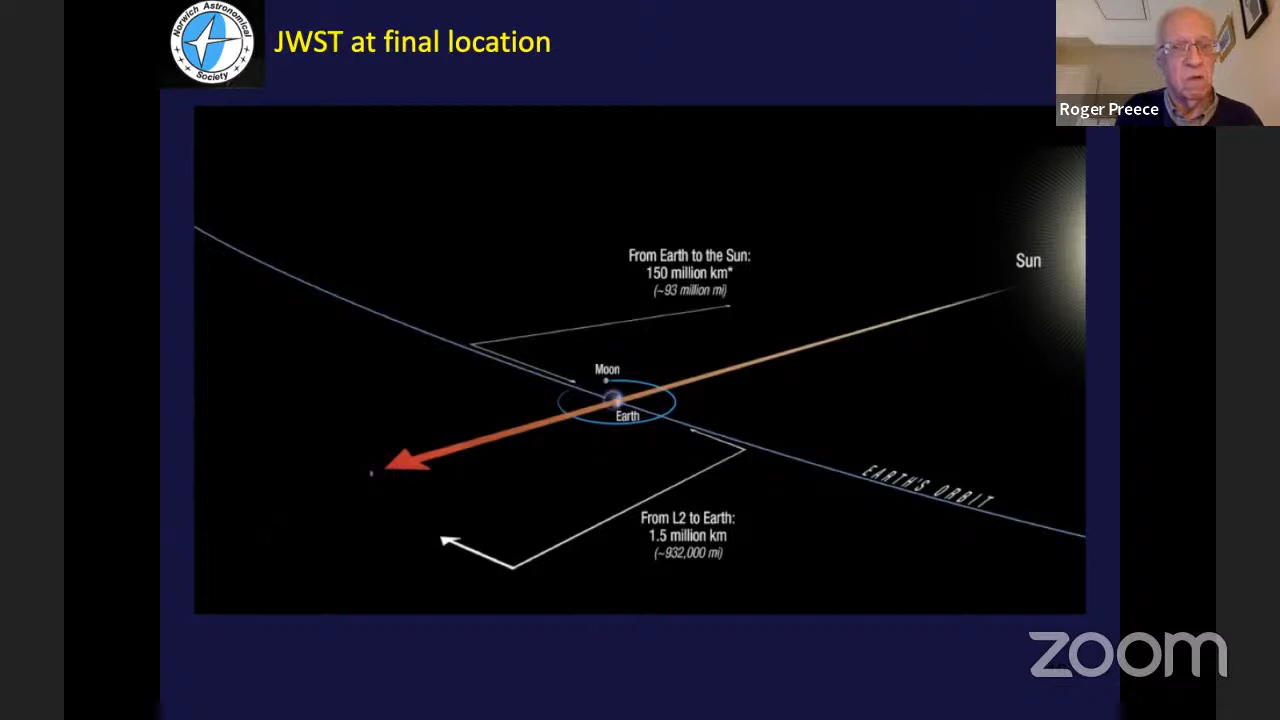 Norwich Astronomical
Society
JWST at final location
Roger Preece
From Earth to the Sun:
150 million km*
(~93 million mi)
Sun
Moon
Earth
EARTH'S ORBIT
From L2 to Earth:
1.5 million km
(~932,000 mi)
zoom